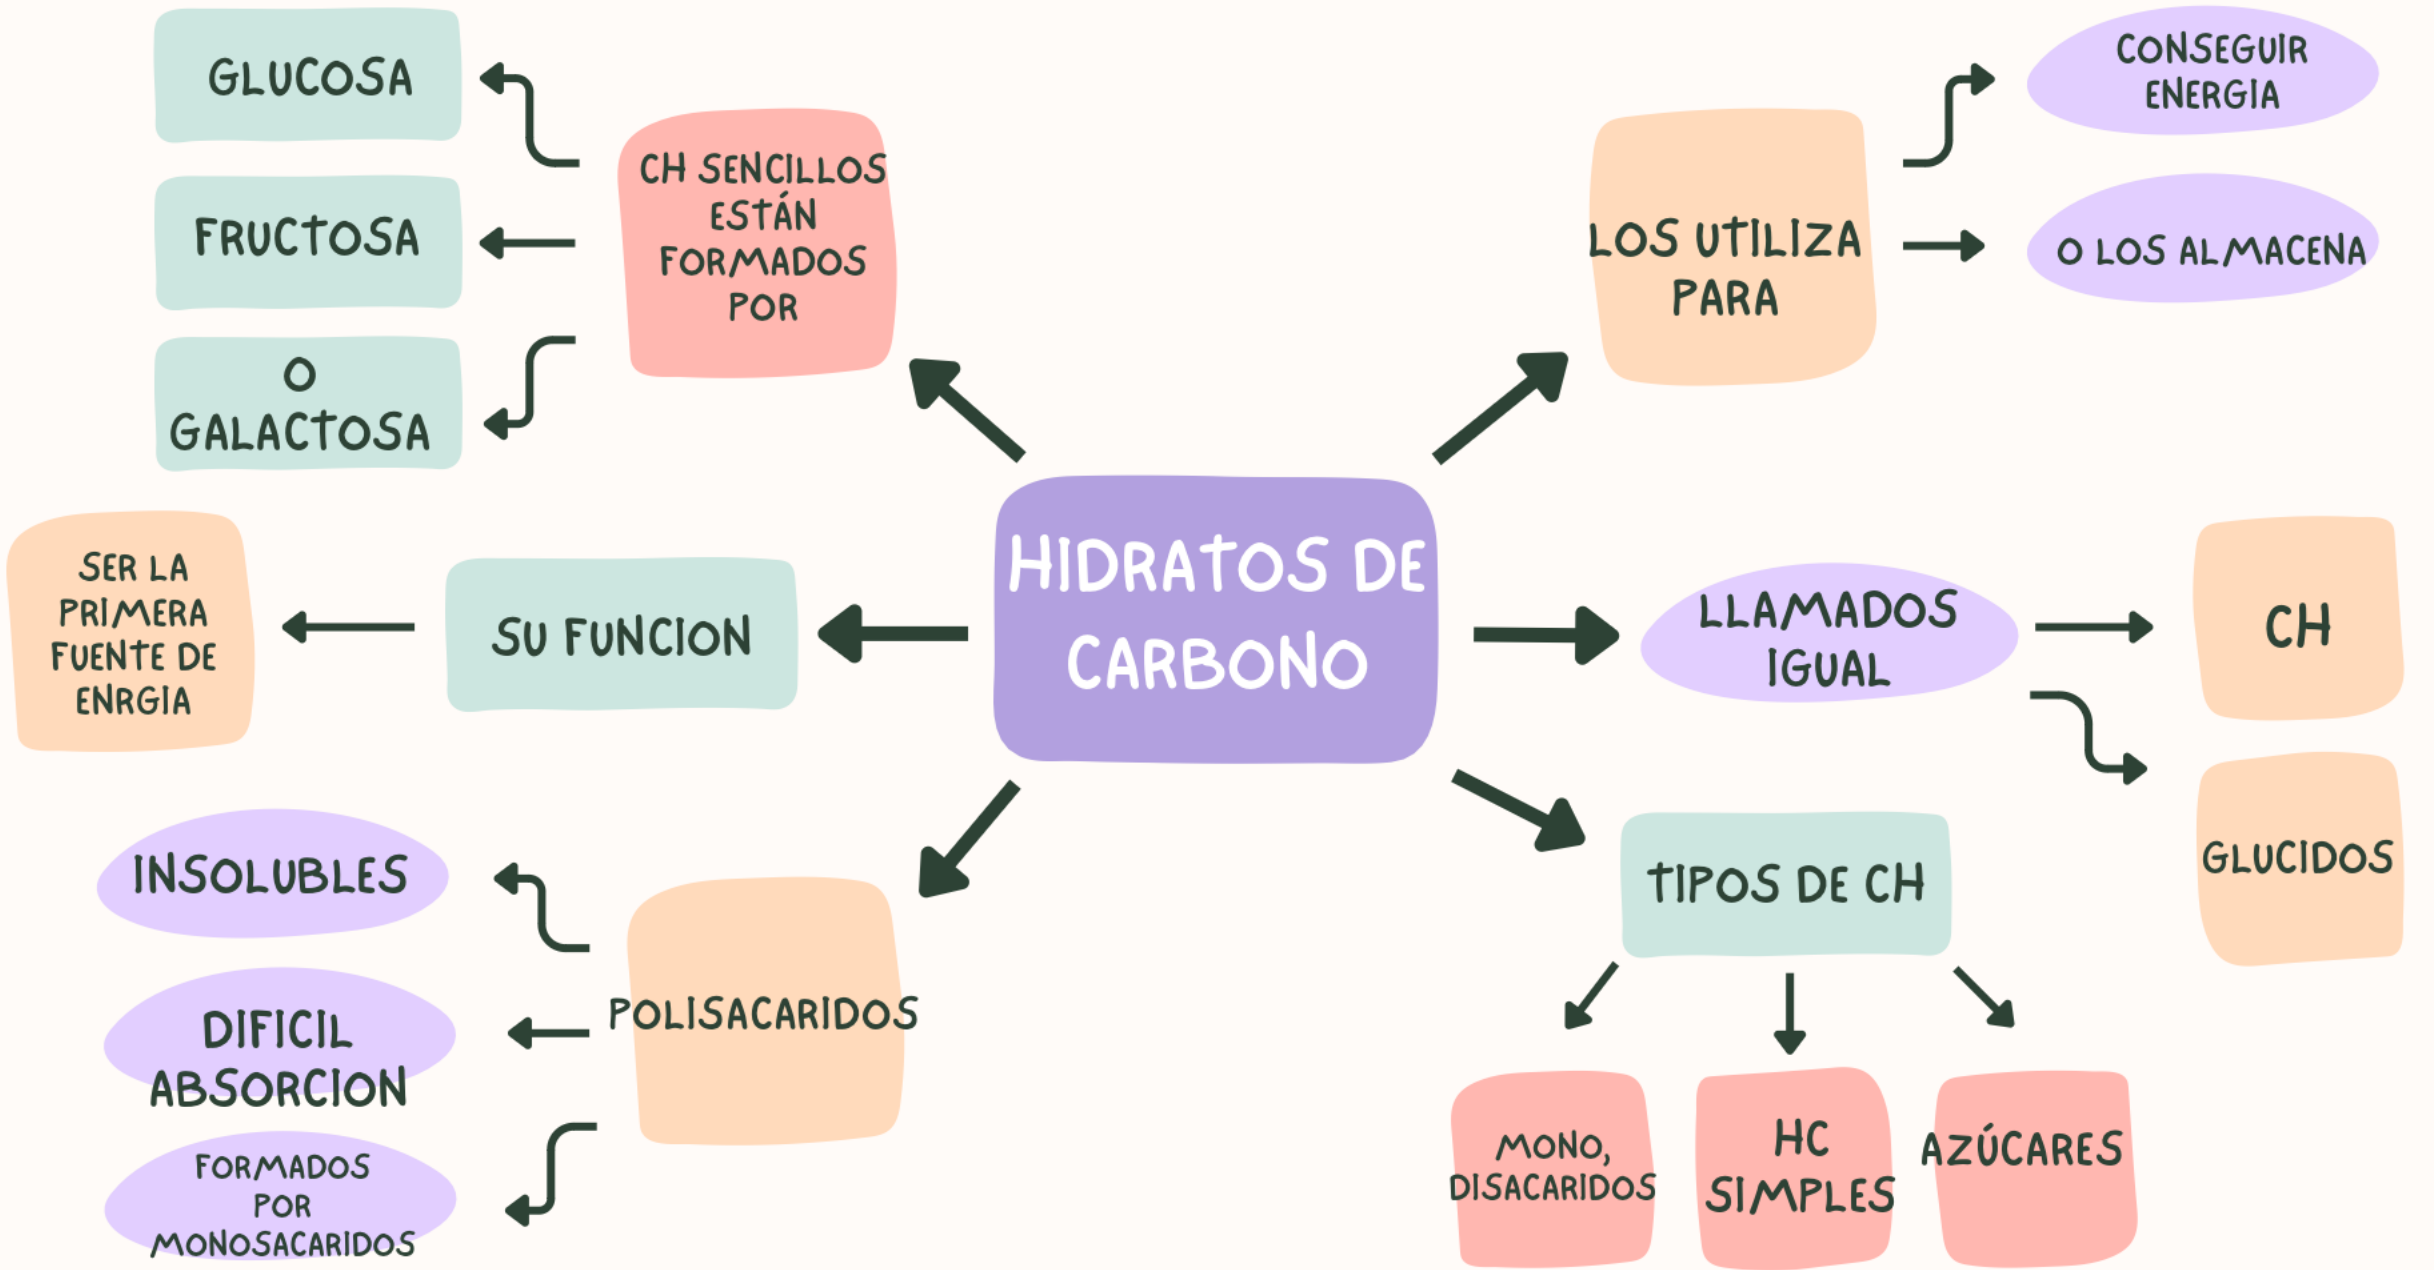 GLUCOSA
FRUCTOSA
O
GALACTOSA
CH SENCILLOS
ESTÁN
FORMADOS
POR
LOS UTILIZA
PARA
CONSEGUIR
ENERGIA
O LOS ALMACENA
SER LA
PRIMERA
FUENTE DE
ENRGIA
SU FUNCION
HIDRATOS DE
CARBONO
LLAMADOS
IGUAL
CH
GLUCIDOS
INSOLUBLES
DIFICIL
ABSORCION
FORMADOS
POR
MONOSACARIDOS
POLISACARIDOS
TIPOS DE CH
MONO,
DISACARIDOS
HC
SIMPLES
AZÚCARES